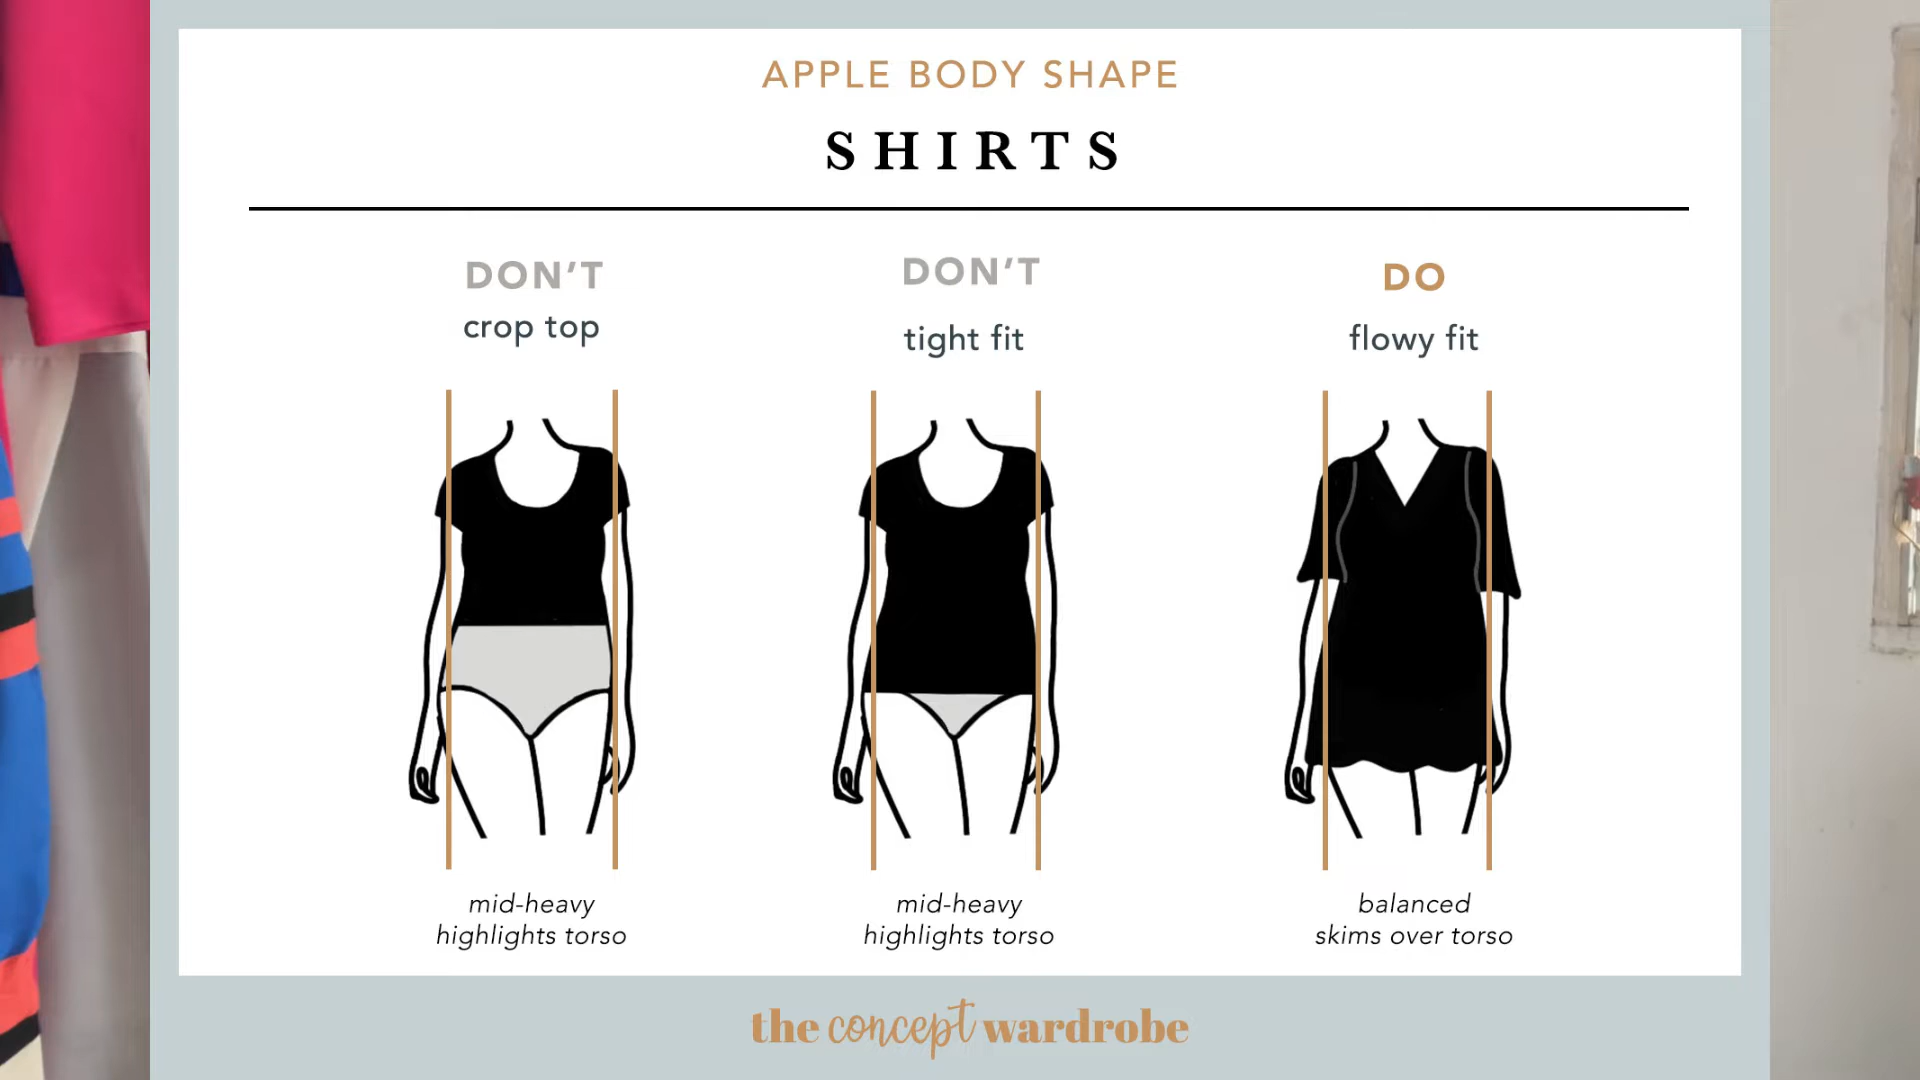 APPLE BODY SHAPE
SHIRTS
DON'T
crop top
mid-heavy
highlights torso
DON'T
tight fit
mid-heavy
highlights torso
DO
flowy fit
balanced
skims over torso
the concept wardrobe